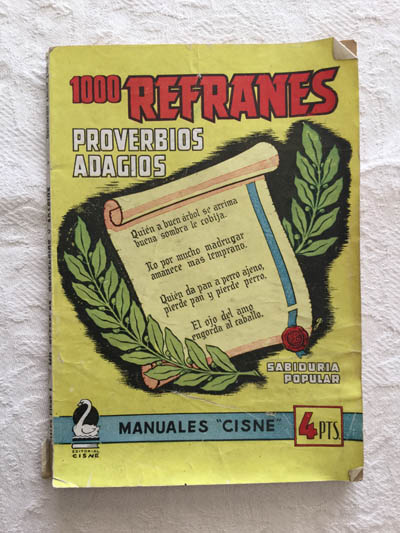 1000 REFRANES
PROVERBIOS
ADAGIOS
Quién a buen árbol se arrima
buena sombra le cobija.
No por mucho madrugar
amanece mas temprano.
Quién da pan a perro ajeno,
pierde pan y pierde perro.
El ojo del amo
engorda al caballo.
SABIDURIA
POPULAR
MANUALES "CISNE"
4 PTS.
EDITORIAL
CISNE